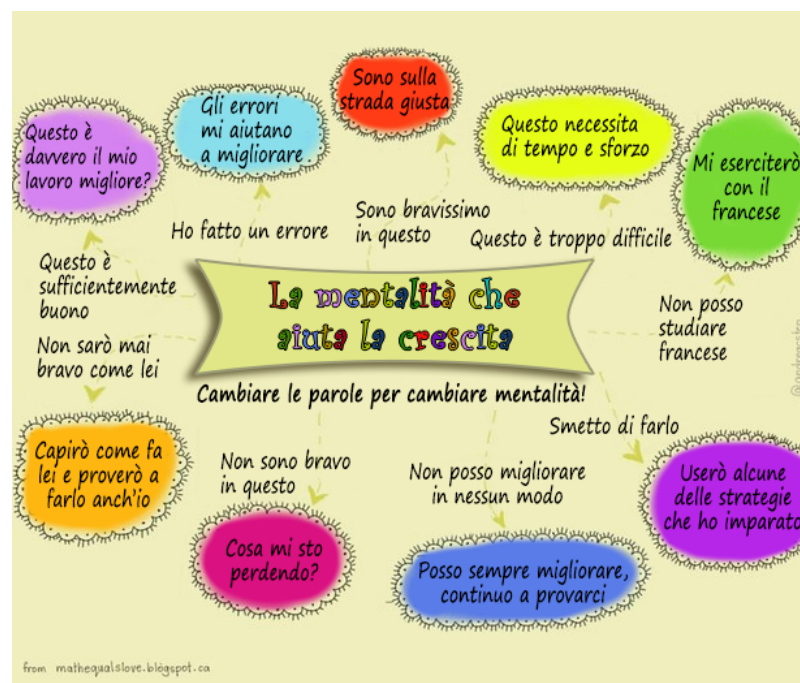 Sono sulla
strada giusta
Gli errori
mi aiutano
a migliorare
Questo è
davvero il mio
lavoro migliore?
Questo necessita
di tempo e sforzo
Mi eserciterò
con il
francese
Ho fatto un errore
Sono bravissimo
in questo
Questo è troppo difficile
Questo è
sufficientemente
buono
Non posso
studiare
francese
La mentalità che
aiuta la crescita
Non sarò mai
bravo come lei
Cambiare le parole per cambiare mentalità!
Smetto di farlo
Capirò come fa
lei e proverò a
farlo anch'io
Non sono bravo
in questo
Non posso migliorare
in nessun modo
Userò alcune
delle strategie
che ho imparato
Cosa mi sto
perdendo?
Posso sempre migliorare,
continuo a provarci
from mathequalslove.blogspot.ca